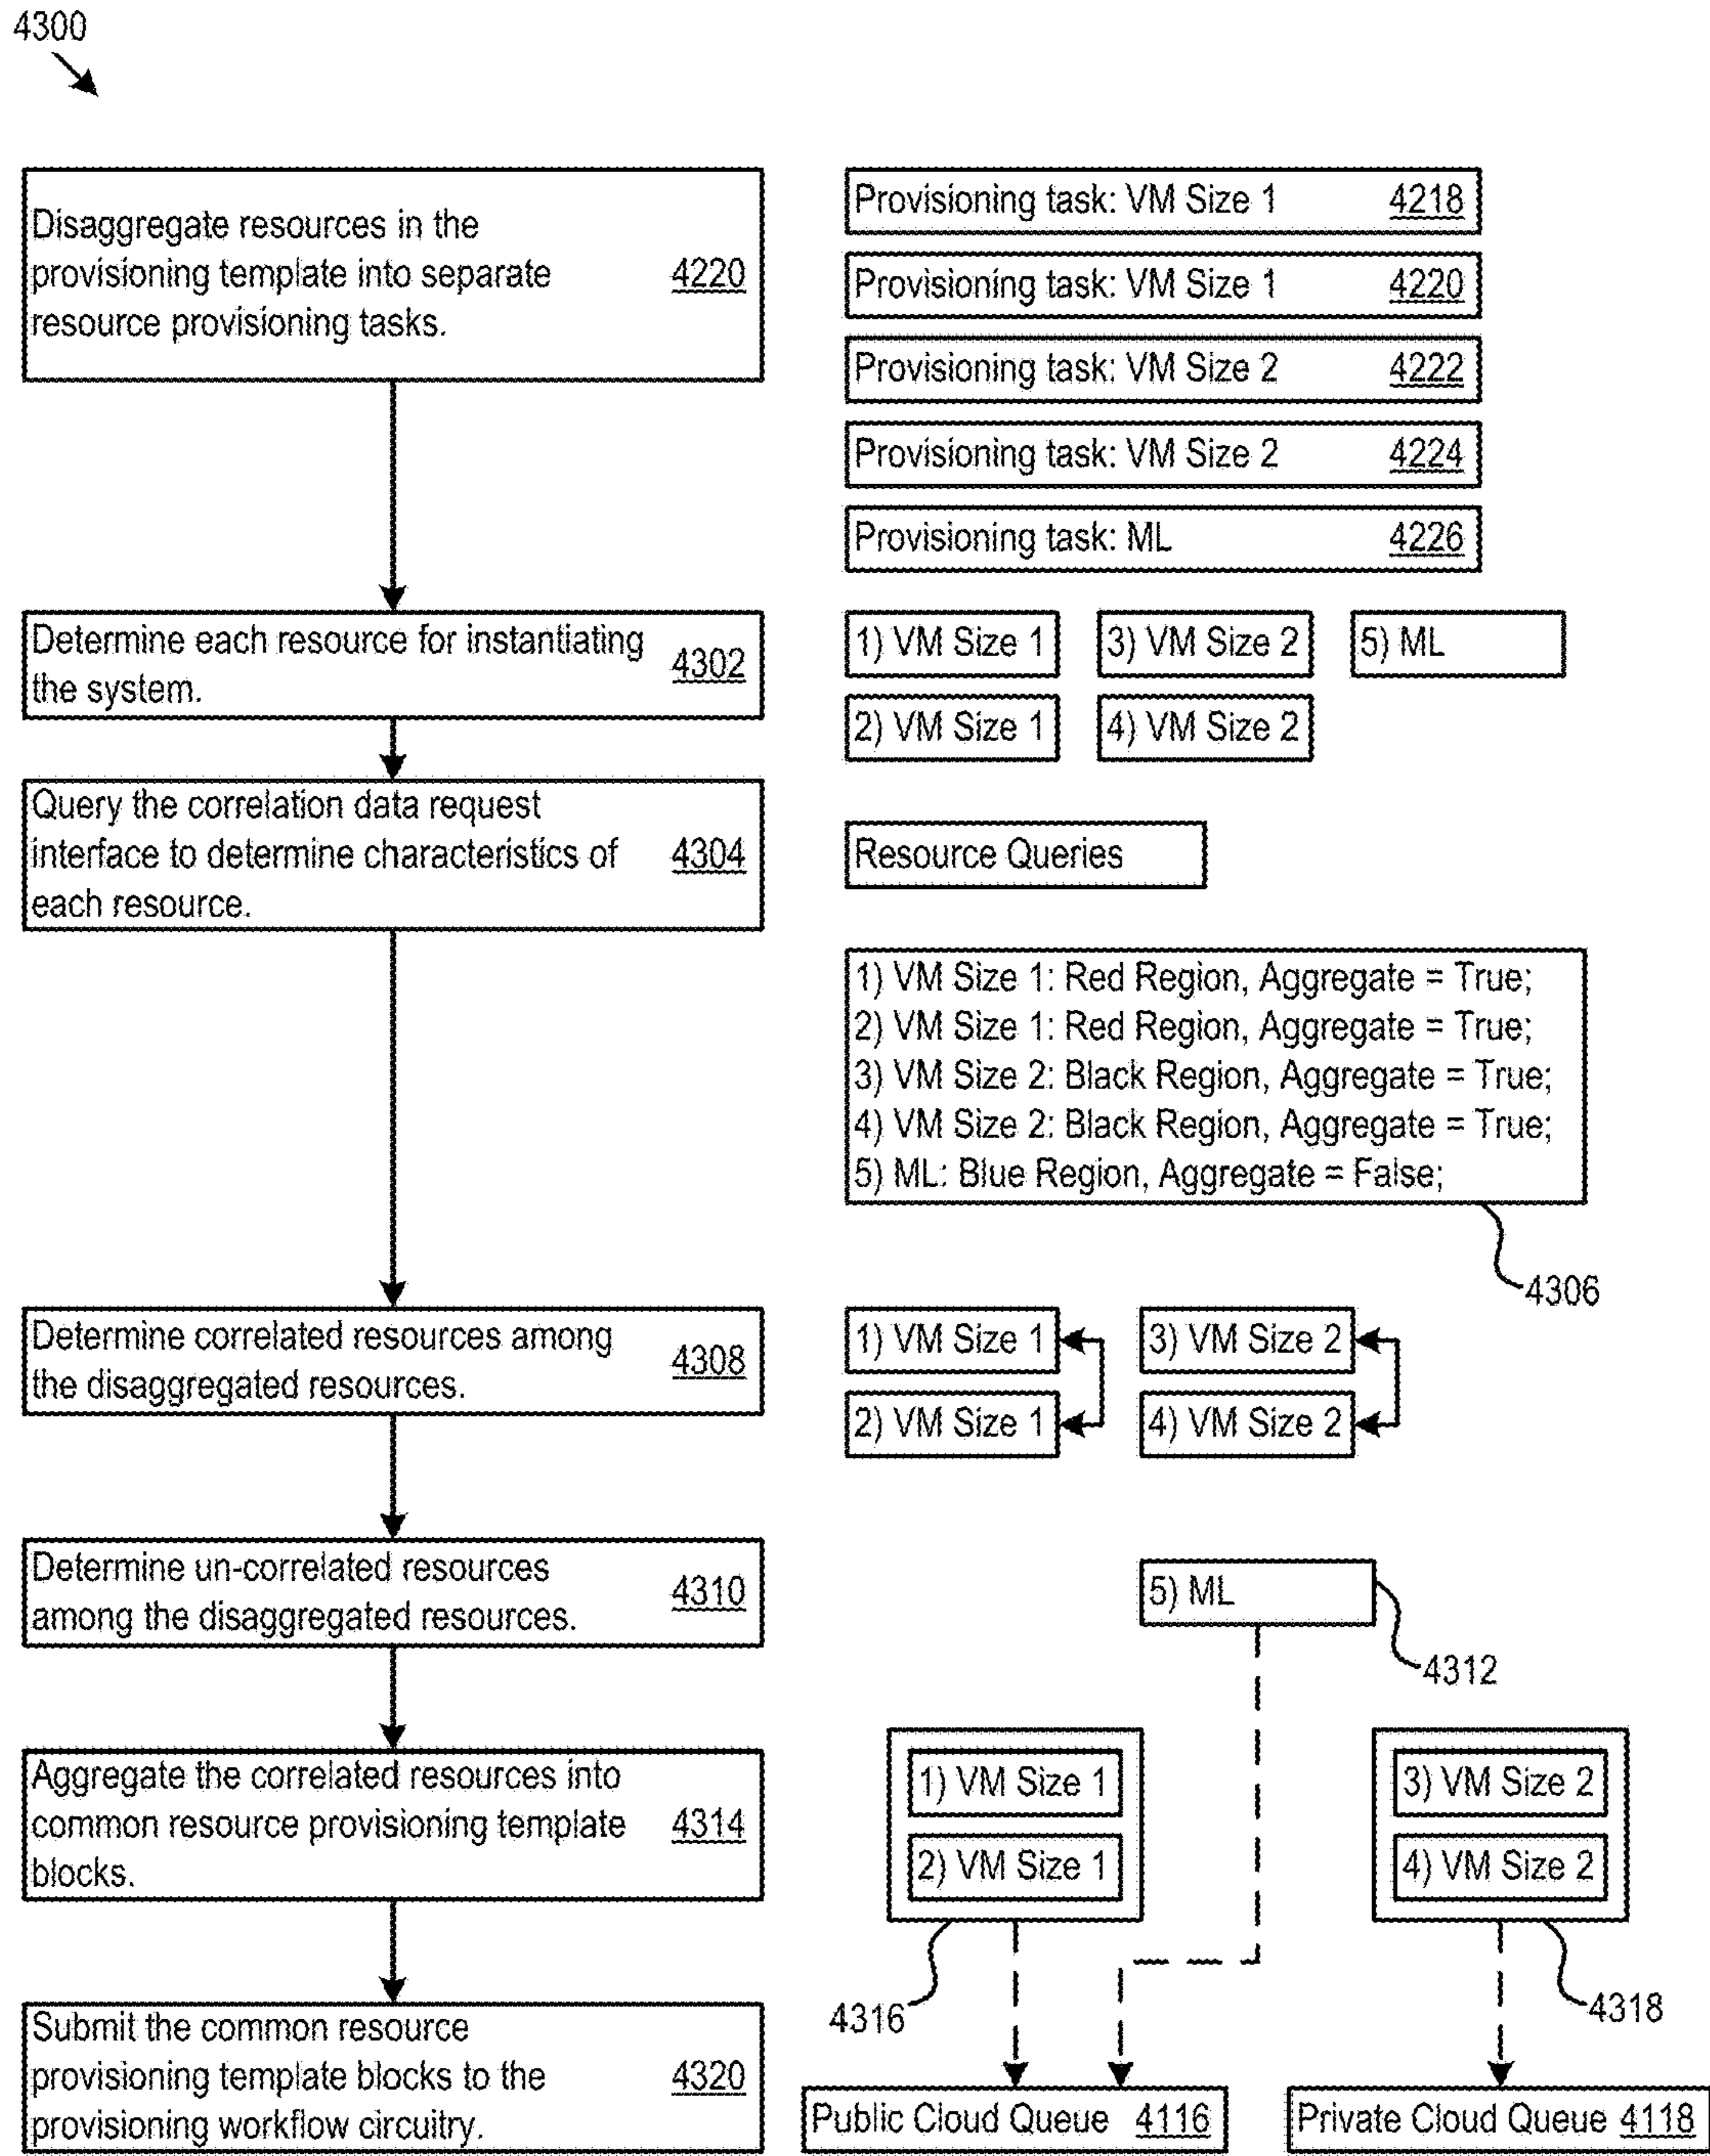 4300
Disaggregate resources in the
provisioning template into separate
resource provisioning tasks.
4220
Provisioning task: VM Size 1 4218
Provisioning task: VM Size 1 4220
Provisioning task: VM Size 2 4222
Provisioning task: VM Size 2 4224
Provisioning task: ML 4226
Determine each resource for instantiating
the system.
4302
1) VM Size 1
3) VM Size 2
5) ML
2) VM Size 1
4) VM Size 2
Query the correlation data request
interface to determine characteristics of
each resource.
4304
Resource Queries
1) VM Size 1: Red Region, Aggregate = True;
2) VM Size 1: Red Region, Aggregate = True;
3) VM Size 2: Black Region, Aggregate = True;
4) VM Size 2: Black Region, Aggregate = True;
5) ML: Blue Region, Aggregate = False;
4306
Determine correlated resources among
the disaggregated resources.
4308
1) VM Size 1
3) VM Size 2
2) VM Size 1
4) VM Size 2
Determine un-correlated resources
among the disaggregated resources.
4310
5) ML
4312
Aggregate the correlated resources into
common resource provisioning template
blocks.
4314
1) VM Size 1
2) VM Size 1
3) VM Size 2
4) VM Size 2
4316
4318
Submit the common resource
provisioning template blocks to the
provisioning workflow circuitry.
4320
Public Cloud Queue 4116
Private Cloud Queue 4118